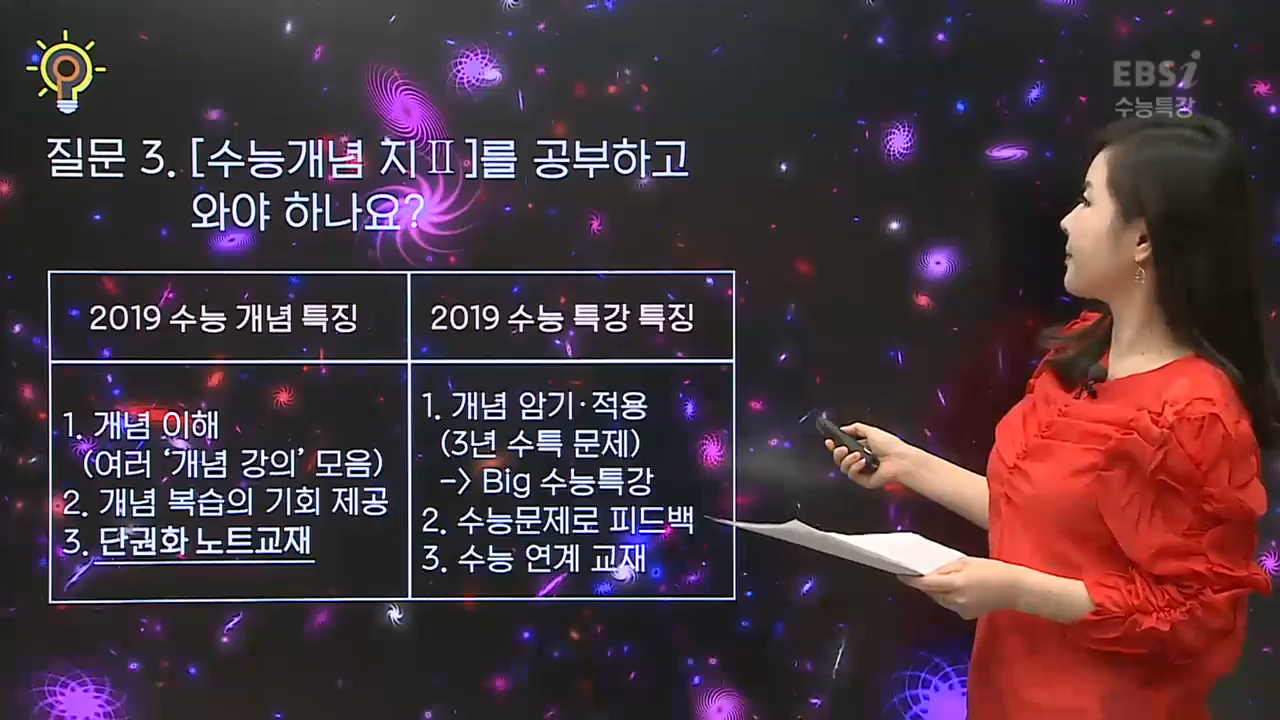 EBSi
수능특강
질문 3. [수능개념 지Ⅱ]를 공부하고
와야 하나요?
2019 수능 개념 특징
2019 수능 특강 특징
1. 개념 이해
(여러 ‘개념 강의’ 모음)
2. 개념 복습의 기회 제공
3. 단권화 노트교재
1. 개념 암기·적용
(3년 수특 문제)
-> Big 수능특강
2. 수능문제로 피드백
3. 수능 연계 교재